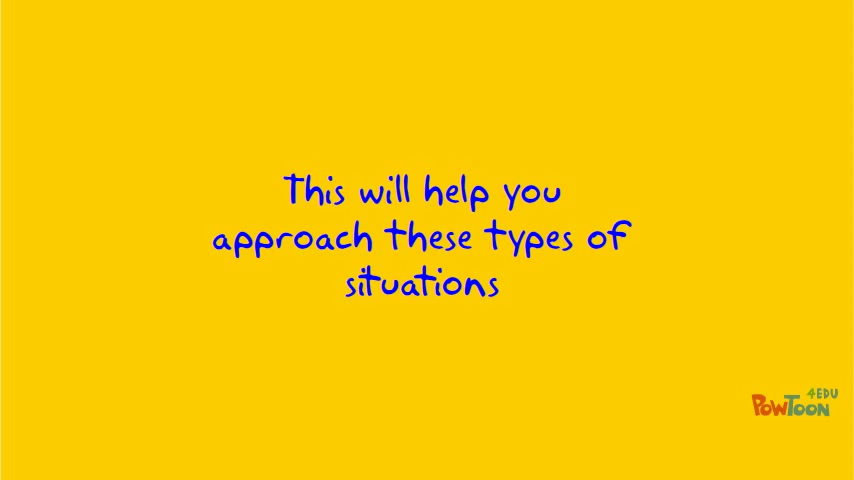 This will help you
approach these types of
situations
4EDU
PowToon